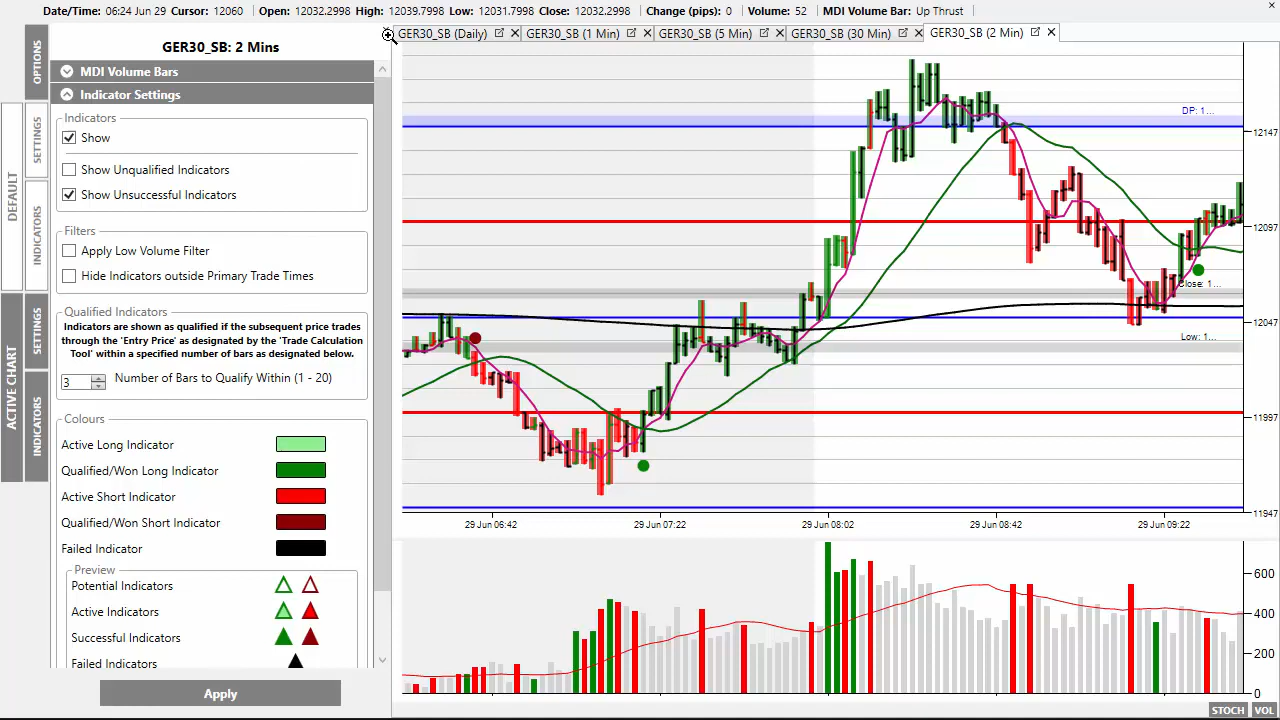 Date/Time: 06:24 Jun 29 Cursor: 12060 Open: 12032.2998 High: 12039.7998 Low: 12031.7998 Close: 12032.2998 Change (pips): 0 Volume: 52 MDI Volume Bar: Up Thrust
GER30_SB: 2 Mins
GER30_SB (Daily) GER30_SB (1 Min) GER30_SB (5 Min) GER30_SB (30 Min) GER30_SB (2 Min)
OPTIONS
DEFAULT
SETTINGS
INDICATORS
ACTIVE CHART
SETTINGS
INDICATORS
MDI Volume Bars
Indicator Settings
Indicators
Show
Show Unqualified Indicators
Show Unsuccessful Indicators
Filters
Apply Low Volume Filter
Hide Indicators outside Primary Trade Times
Qualified Indicators
Indicators are shown as qualified if the subsequent price trades
through the 'Entry Price' as designated by the 'Trade Calculation
Tool' within a specified number of bars as designated below.
3 Number of Bars to Qualify Within (1 - 20)
Colours
Active Long Indicator
Qualified/Won Long Indicator
Active Short Indicator
Qualified/Won Short Indicator
Failed Indicator
Preview
Potential Indicators
Active Indicators
Successful Indicators
Failed Indicators
Apply
DP: 1...
Close: 1...
Low: 1...
12147
12097
12047
11997
11947
29 Jun 06:42 29 Jun 07:22 29 Jun 08:02 29 Jun 08:42 29 Jun 09:22
600
400
200
0
STOCH VOL